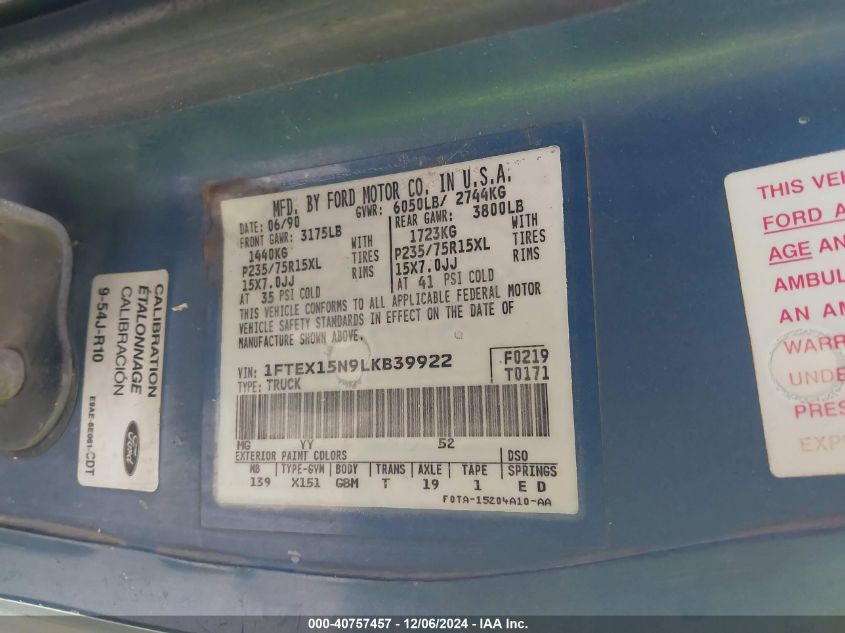 MFD. BY FORD MOTOR CO. IN U.S.A.
DATE: 06/90
GVWR: 6050LB/ 2744KG
FRONT GAWR: 3175LB
REAR GAWR: 3800LB
1440KG WITH
1723KG WITH
P235/75R15XL TIRES
P235/75R15XL TIRES
15X7.0JJ RIMS
15X7.0JJ RIMS
AT 35 PSI COLD
AT 41 PSI COLD
THIS VEHICLE CONFORMS TO ALL APPLICABLE FEDERAL MOTOR
VEHICLE SAFETY STANDARDS IN EFFECT ON THE DATE OF
MANUFACTURE SHOWN ABOVE.
VIN: 1FTEX15N9LKB39922
F0219
TYPE: TRUCK
T0171
MG YY 52
EXTERIOR PAINT COLORS DSO
WB TYPE-GVW BODY TRANS AXLE TAPE SPRINGS
139 X151 GBM T 19 1 E D
F0TA-15204A10-AA
CALIBRATION
ÉTALONNAGE
CALIBRACIÓN
9-54J-R10
Ford
E9AE-6E061-CDT
THIS VEH
FORD A
AGE AN
AMBUL
AN AM
WARR
UNDE
PRES
EXP
000-40757457 - 12/06/2024 - IAA Inc.